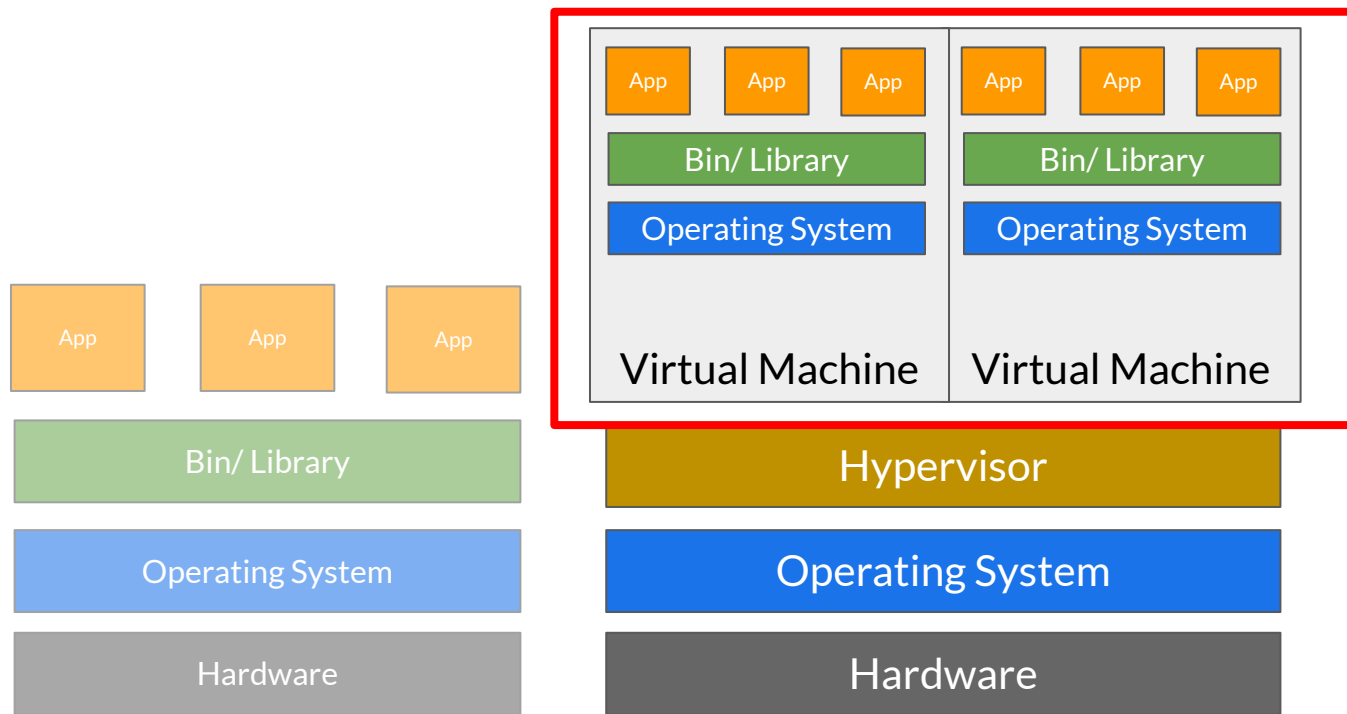 App App App
Bin/ Library
Operating System
Hardware
App App App
Bin/ Library
Operating System
Virtual Machine
App App App
Bin/ Library
Operating System
Virtual Machine
Hypervisor
Operating System
Hardware